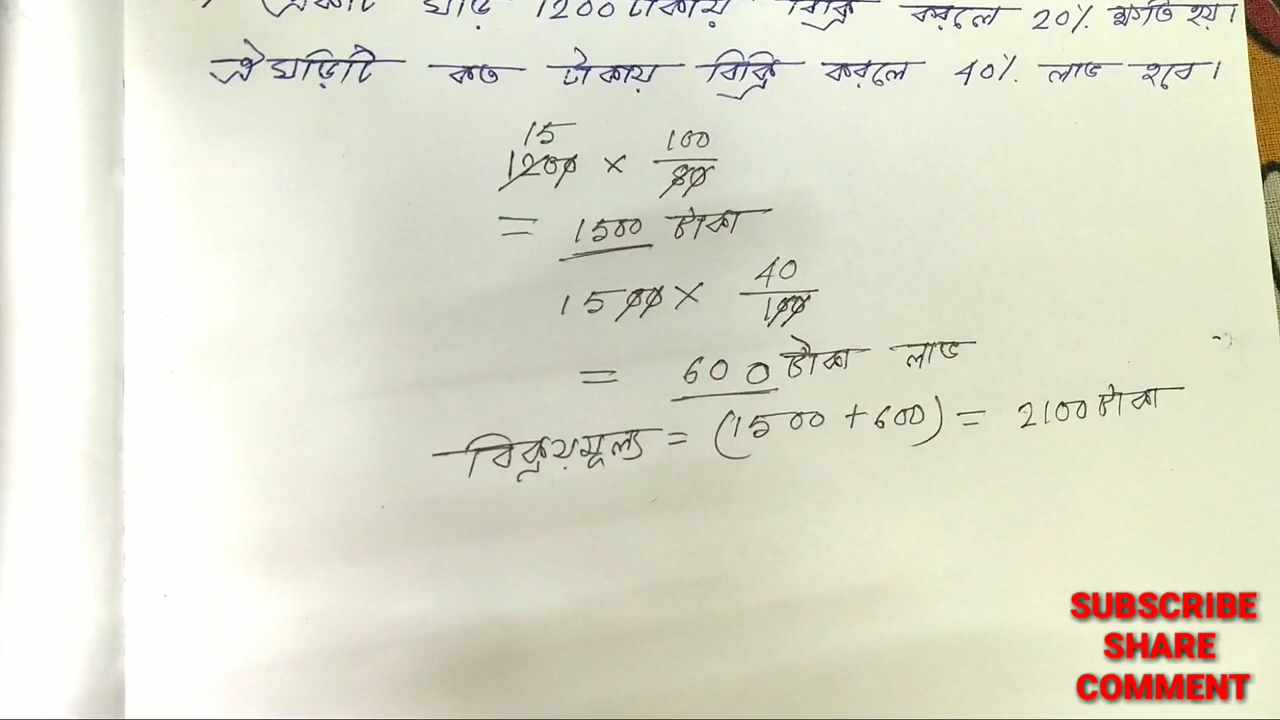 একটি ঘড়ি 1200 টাকায় বিক্রি করলে 20% ক্ষতি হয়।
ঐ ঘড়িটি কত টাকায় বিক্রি করলে 40% লাভ হবে।
15
1200 × 100/80
= 1500 টাকা
1500 × 40/100
= 600 টাকা লাভ
বিক্রয়মূল্য = (1500 + 600) = 2100 টাকা
SUBSCRIBE
SHARE
COMMENT